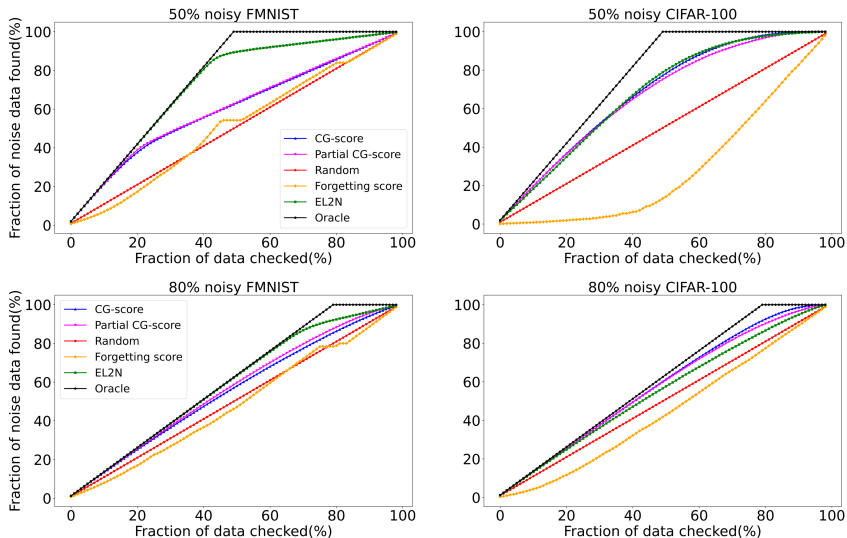 50% noisy FMNIST
Fraction of noise data found(%)
100
80
60
40
20
0
CG-score
Partial CG-score
Random
Forgetting score
EL2N
Oracle
0 20 40 60 80 100
Fraction of data checked(%)
50% noisy CIFAR-100
100
80
60
40
20
0
0 20 40 60 80 100
Fraction of data checked(%)
80% noisy FMNIST
Fraction of noise data found(%)
100
80
60
40
20
0
CG-score
Partial CG-score
Random
Forgetting score
EL2N
Oracle
0 20 40 60 80 100
Fraction of data checked(%)
80% noisy CIFAR-100
100
80
60
40
20
0
0 20 40 60 80 100
Fraction of data checked(%)